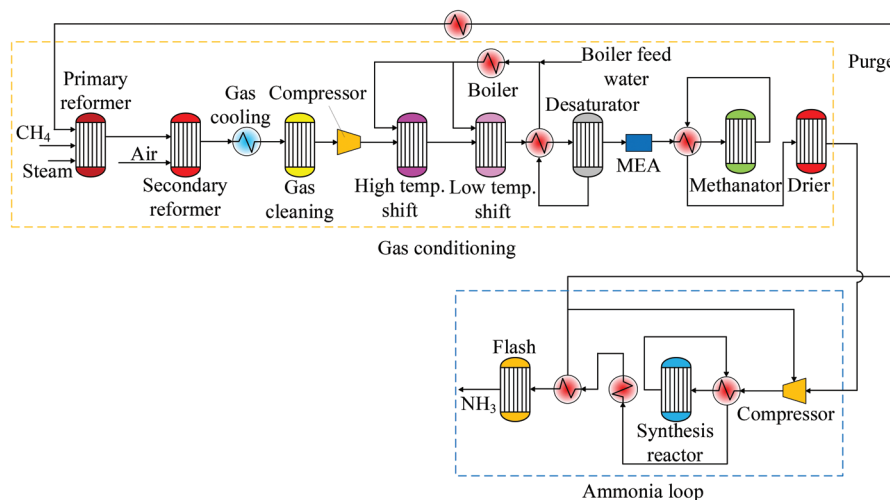 Purge
Primary
reformer
CH₄
Steam
Air
Secondary
reformer
Gas
cooling
Compressor
Gas
cleaning
High temp.
shift
Boiler
Low temp.
shift
Boiler feed
water
Desaturator
MEA
Methanator
Drier
Gas conditioning
Flash
NH₃
Synthesis
reactor
Compressor
Ammonia loop